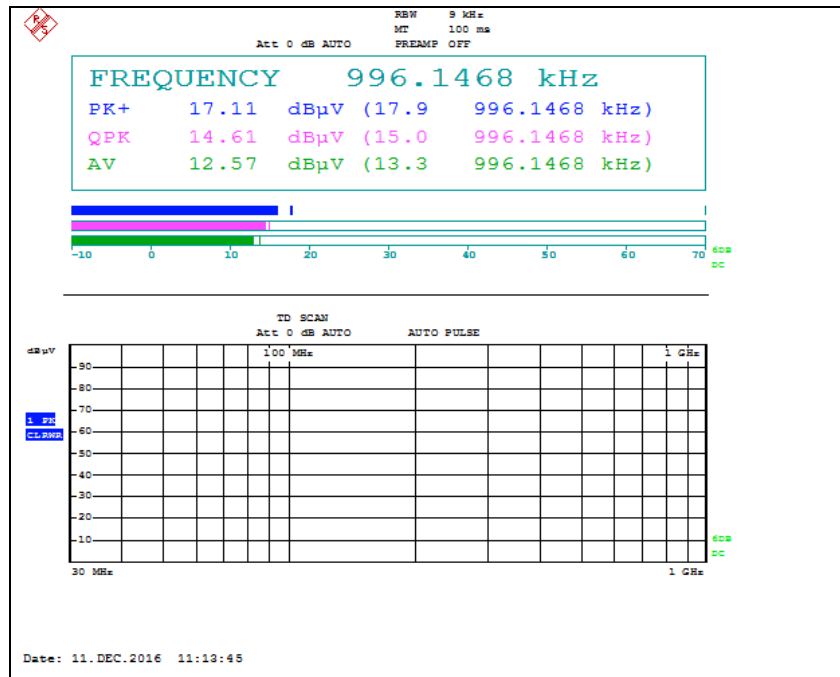 R S
RBW 9 kHz
MT 100 ms
Att 0 dB AUTO PREAMP OFF
FREQUENCY 996.1468 kHz
PK+ 17.11 dBµV (17.9 996.1468 kHz)
QPK 14.61 dBµV (15.0 996.1468 kHz)
AV 12.57 dBµV (13.3 996.1468 kHz)
-10 0 10 20 30 40 50 60 70
6DB
DC
TD SCAN
Att 0 dB AUTO AUTO PULSE
dBµV
100 MHz 1 GHz
90
80
70
1 PK
CLRWR
60
50
40
30
20
10
6DB
DC
30 MHz 1 GHz
Date: 11.DEC.2016 11:13:45